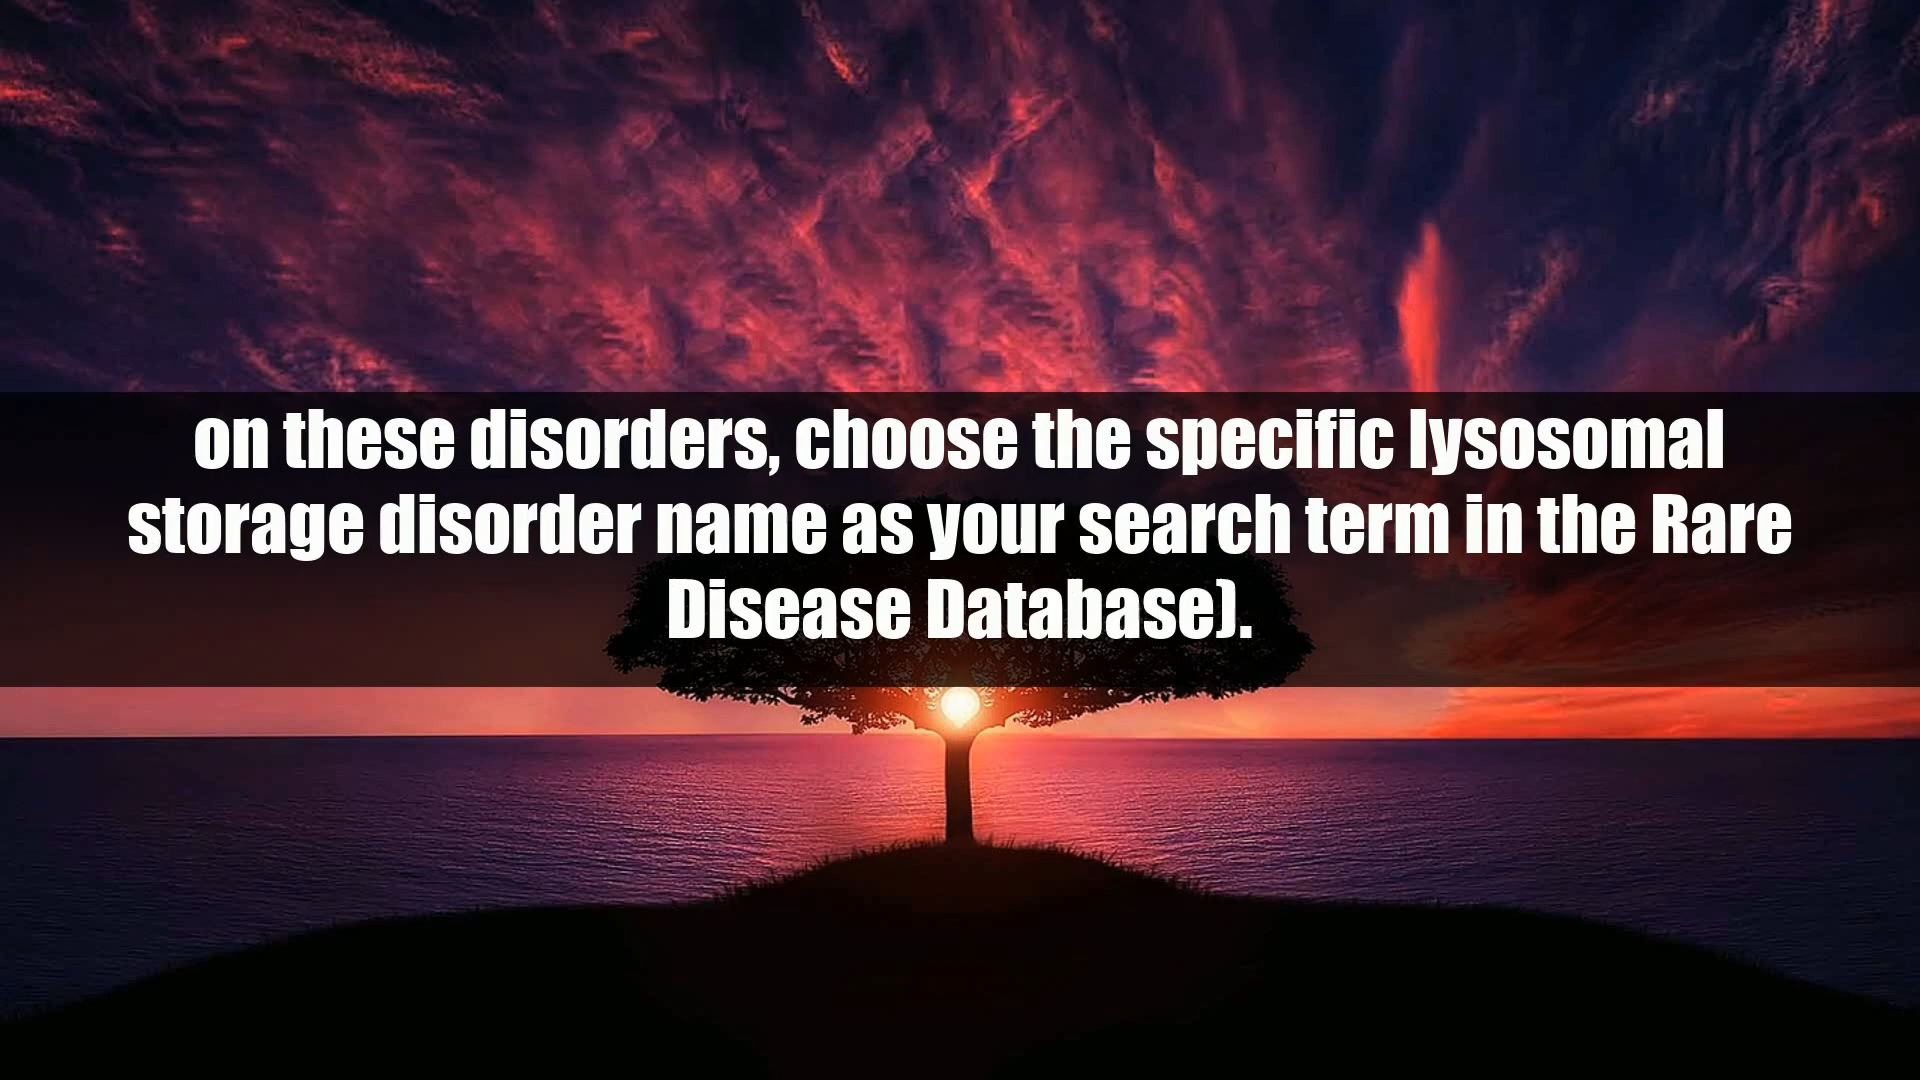 on these disorders, choose the specific lysosomal
storage disorder name as your search term in the Rare
Disease Database).